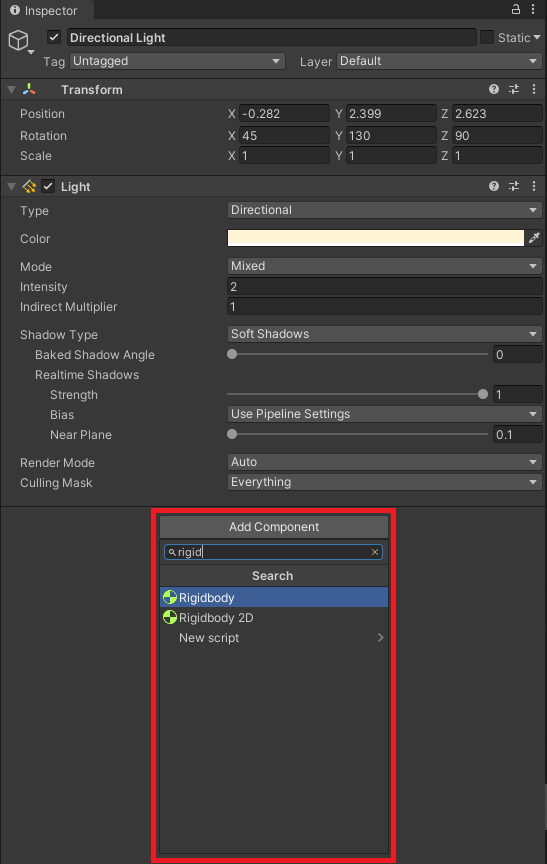 Inspector
Directional Light
Static
Tag Untagged Layer Default
Transform
Position X -0.282 Y 2.399 Z 2.623
Rotation X 45 Y 130 Z 90
Scale X 1 Y 1 Z 1
Light
Type Directional
Color
Mode Mixed
Intensity 2
Indirect Multiplier 1
Shadow Type Soft Shadows
Baked Shadow Angle 0
Realtime Shadows
Strength 1
Bias Use Pipeline Settings
Near Plane 0.1
Render Mode Auto
Culling Mask Everything
Add Component
rigid
Search
Rigidbody
Rigidbody 2D
New script